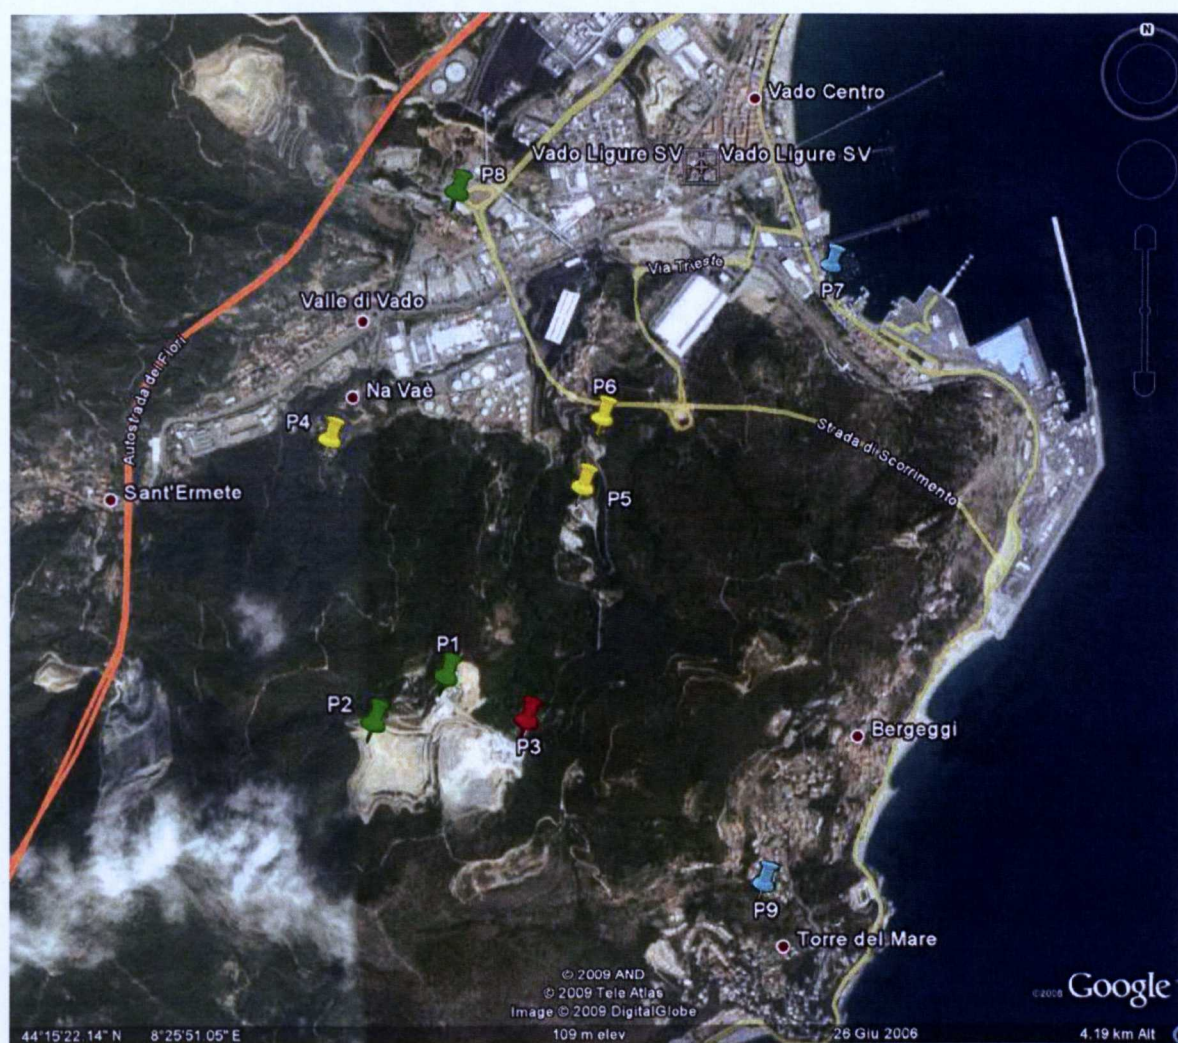 N
Vado Centro
Vado Ligure SV
Vado Ligure SV
P8
Via Trieste
P7
Valle di Vado
Autostrada dei Fiori
Na Vaè
P6
P4
Strada di Scorrimento
P5
Sant'Ermete
P1
P2
P3
Bergeggi
P9
Torre del Mare
© 2009 AND
© 2009 Tele Atlas
Image © 2009 DigitalGlobe
©2008 Google
44°15'22.14" N 8°25'51.05" E 109 m elev 26 Giu 2006 4.19 km Alt